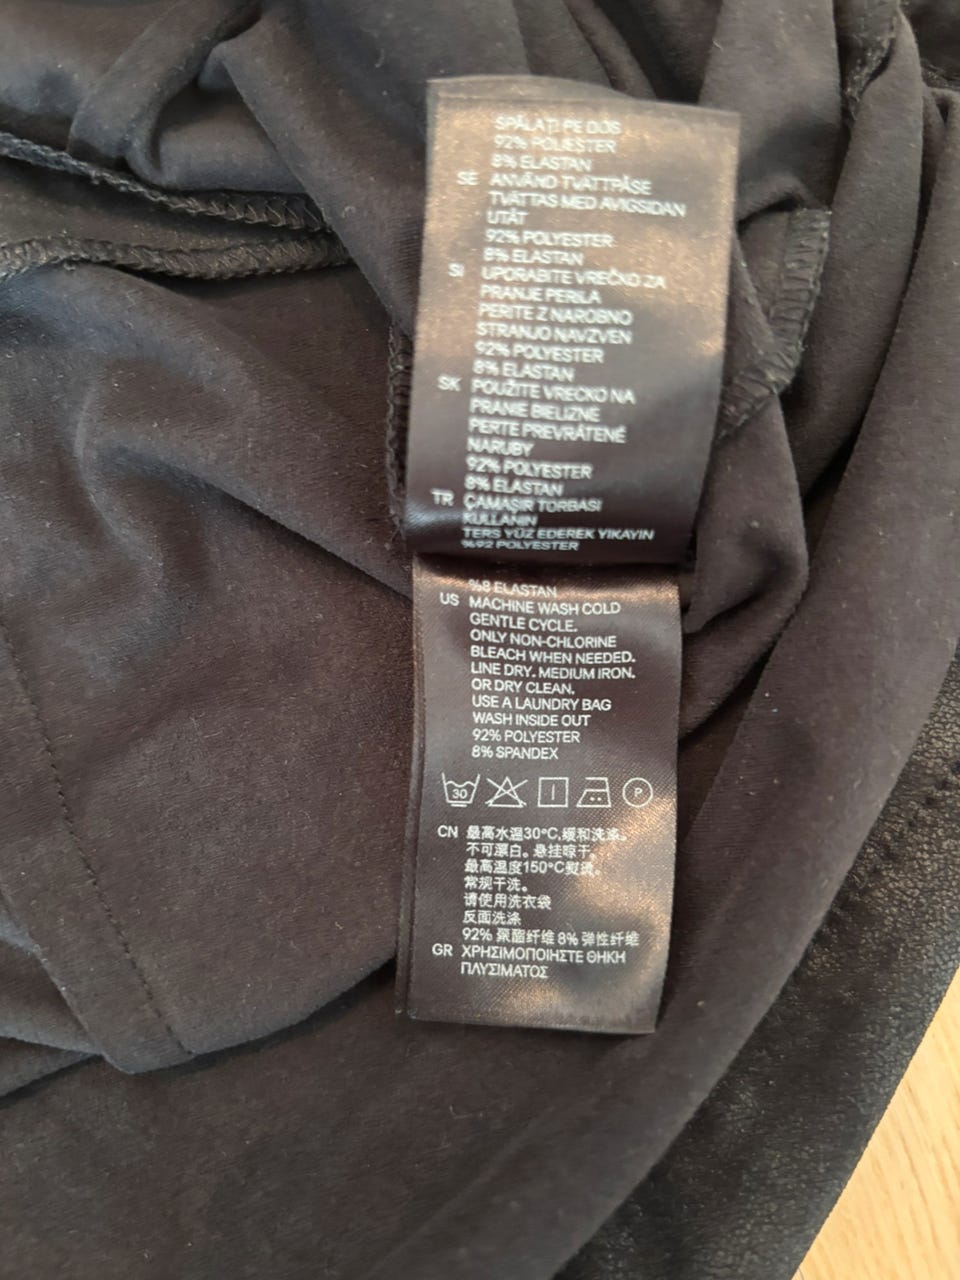 SPĂLAȚI PE DOS
92% POLIESTER
8% ELASTAN
SE ANVÄND TVÄTTPÅSE
TVÄTTAS MED AVIGSIDAN
UTÅT
92% POLYESTER
8% ELASTAN
SI UPORABITE VREČKO ZA
PRANJE PERILA
PERITE Z NAROBNO
STRANJO NAVZVEN
92% POLYESTER
8% ELASTAN
SK POUŽITE VRECKO NA
PRANIE BIELIZNE
PERTE PREVRÁTENÉ
NARUBY
92% POLYESTER
8% ELASTAN
TR ÇAMAŞIR TORBASI
KULLANIN
TERS YÜZ EDEREK YIKAYIN
%92 POLYESTER
%8 ELASTAN
US MACHINE WASH COLD
GENTLE CYCLE.
ONLY NON-CHLORINE
BLEACH WHEN NEEDED.
LINE DRY. MEDIUM IRON.
OR DRY CLEAN.
USE A LAUNDRY BAG
WASH INSIDE OUT
92% POLYESTER
8% SPANDEX
30 P
CN 最高水温30°C,缓和洗涤。
不可漂白。悬挂晾干。
最高温度150°C熨烫。
常规干洗。
请使用洗衣袋
反面洗涤
92% 聚酯纤维 8% 弹性纤维
GR ΧΡΗΣΙΜΟΠΟΙΗΣΤΕ ΘΗΚΗ
ΠΛΥΣΙΜΑΤΟΣ